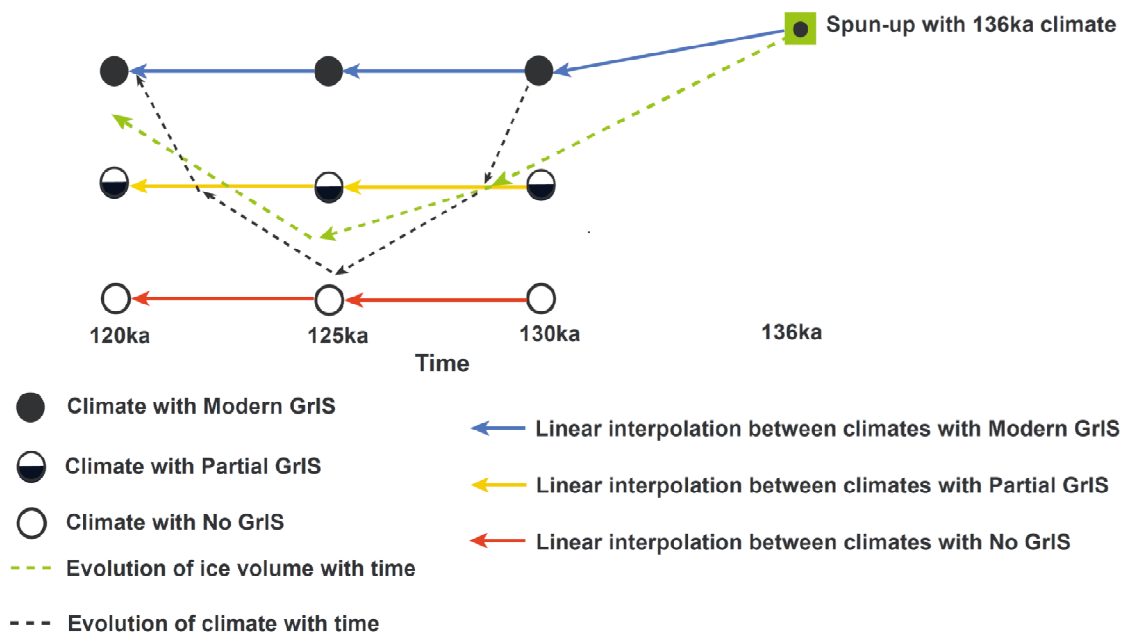 Spun-up with 136ka climate
120ka 125ka 130ka 136ka
Time
Climate with Modern GrIS
Climate with Partial GrIS
Climate with No GrIS
Evolution of ice volume with time
Evolution of climate with time
Linear interpolation between climates with Modern GrIS
Linear interpolation between climates with Partial GrIS
Linear interpolation between climates with No GrIS